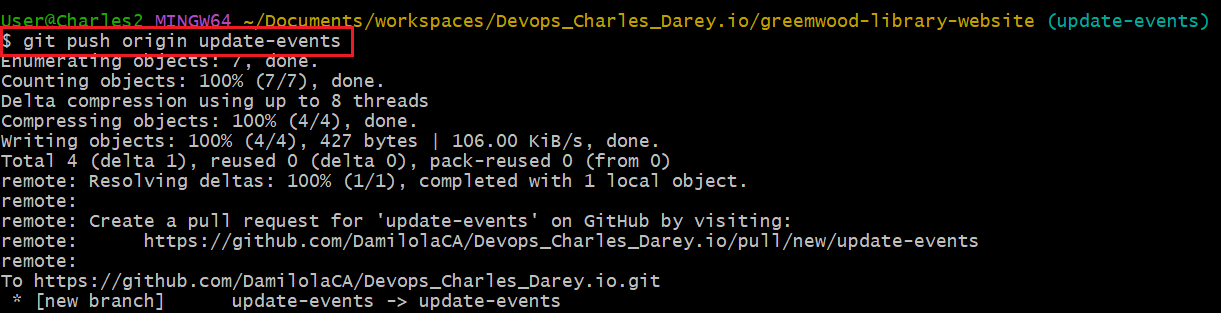 User@Charles2 MINGW64 ~/Documents/workspaces/Devops_Charles_Darey.io/greemwood-library-website (update-events)
$ git push origin update-events
Enumerating objects: 7, done.
Counting objects: 100% (7/7), done.
Delta compression using up to 8 threads
Compressing objects: 100% (4/4), done.
Writing objects: 100% (4/4), 427 bytes | 106.00 KiB/s, done.
Total 4 (delta 1), reused 0 (delta 0), pack-reused 0 (from 0)
remote: Resolving deltas: 100% (1/1), completed with 1 local object.
remote:
remote: Create a pull request for 'update-events' on GitHub by visiting:
remote:      https://github.com/DamilolaCA/Devops_Charles_Darey.io/pull/new/update-events
remote:
To https://github.com/DamilolaCA/Devops_Charles_Darey.io.git
 * [new branch]      update-events -> update-events